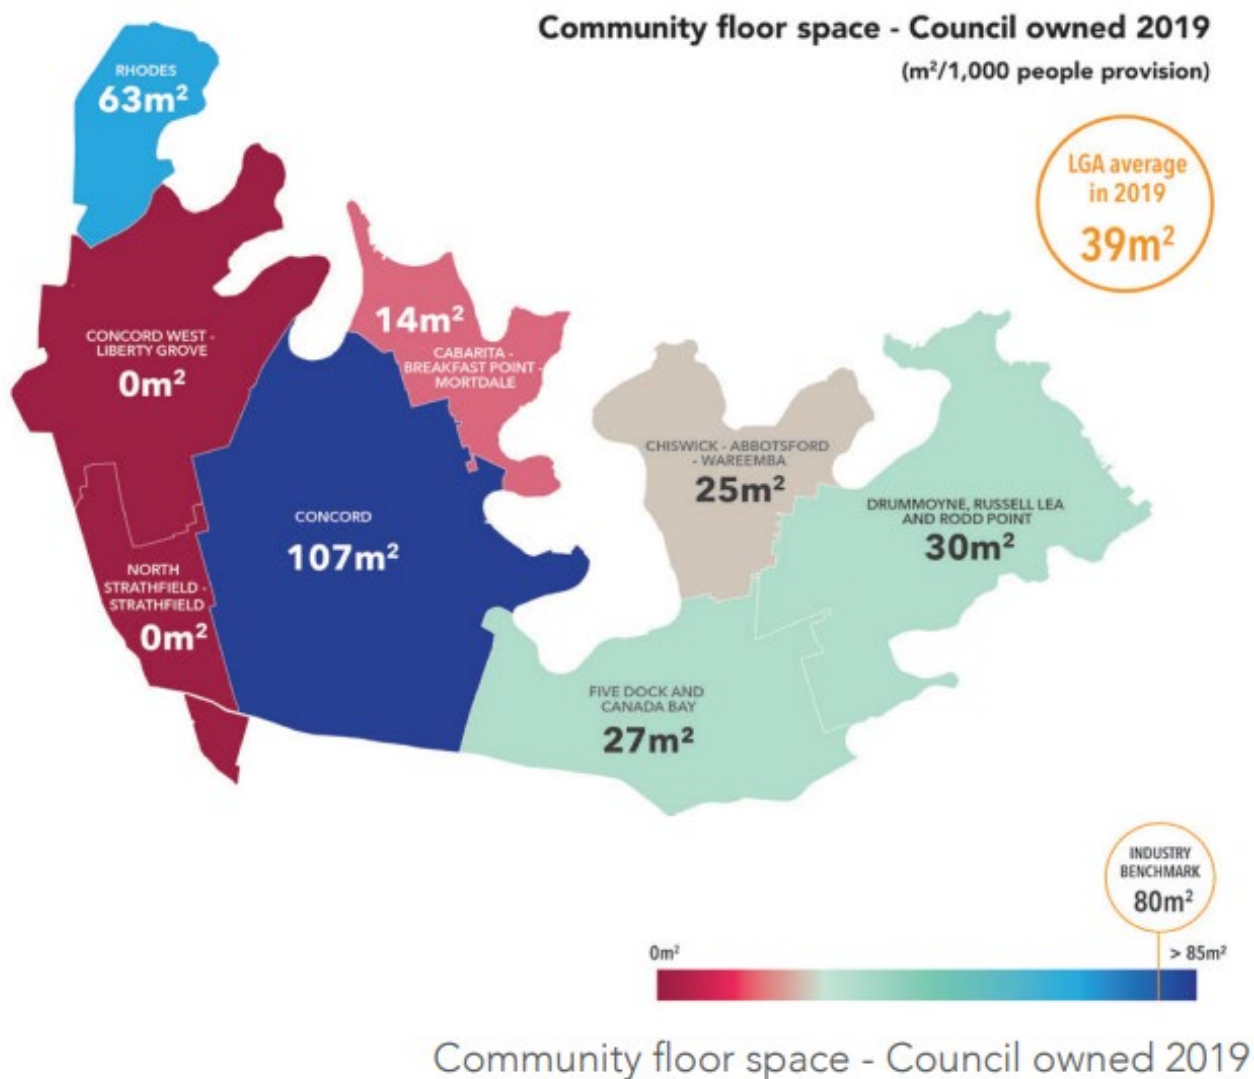 Community floor space - Council owned 2019
(m²/1,000 people provision)
LGA average
in 2019
39m²
RHODES
63m²
CONCORD WEST -
LIBERTY GROVE
0m²
14m²
CABARITA -
BREAKFAST POINT -
MORTDALE
CHISWICK - ABBOTSFORD
- WAREEMBA
25m²
DRUMMOYNE, RUSSELL LEA
AND RODD POINT
30m²
CONCORD
107m²
NORTH
STRATHFIELD -
STRATHFIELD
0m²
FIVE DOCK AND
CANADA BAY
27m²
INDUSTRY
BENCHMARK
80m²
0m²
> 85m²
Community floor space - Council owned 2019